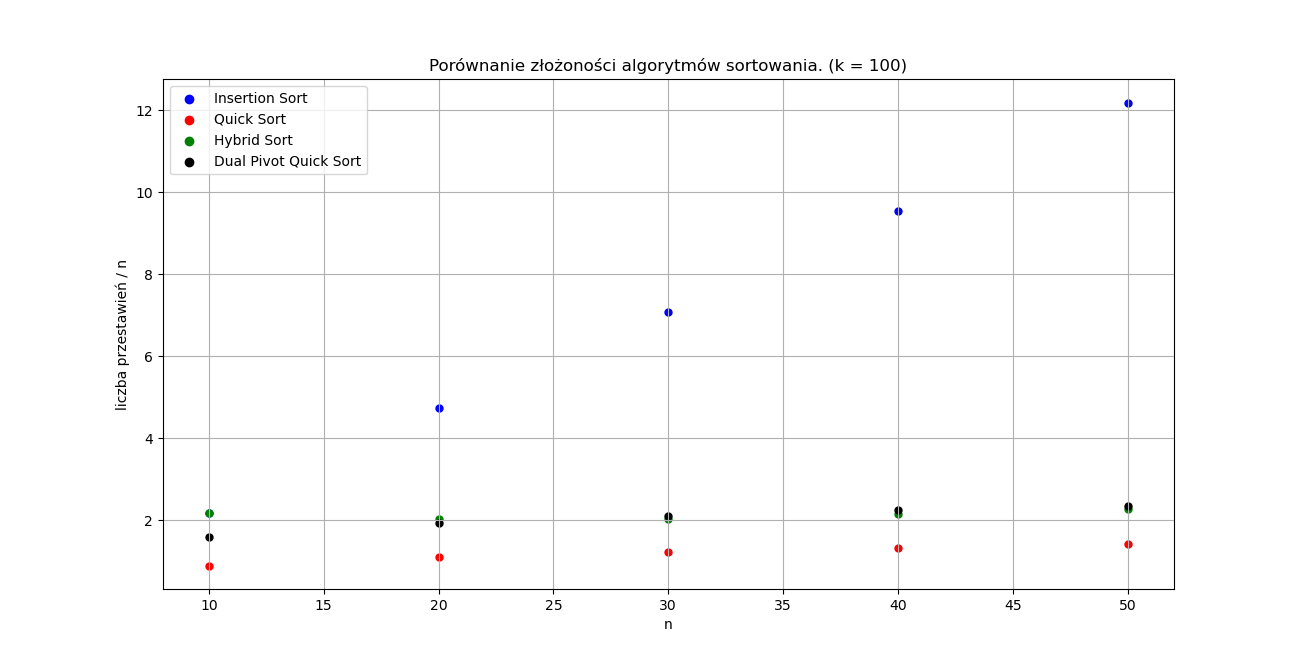 Porównanie złożoności algorytmów sortowania. (k = 100)
Insertion Sort
Quick Sort
Hybrid Sort
Dual Pivot Quick Sort
liczba przestawień / n
12
10
8
6
4
2
10 15 20 25 30 35 40 45 50
n